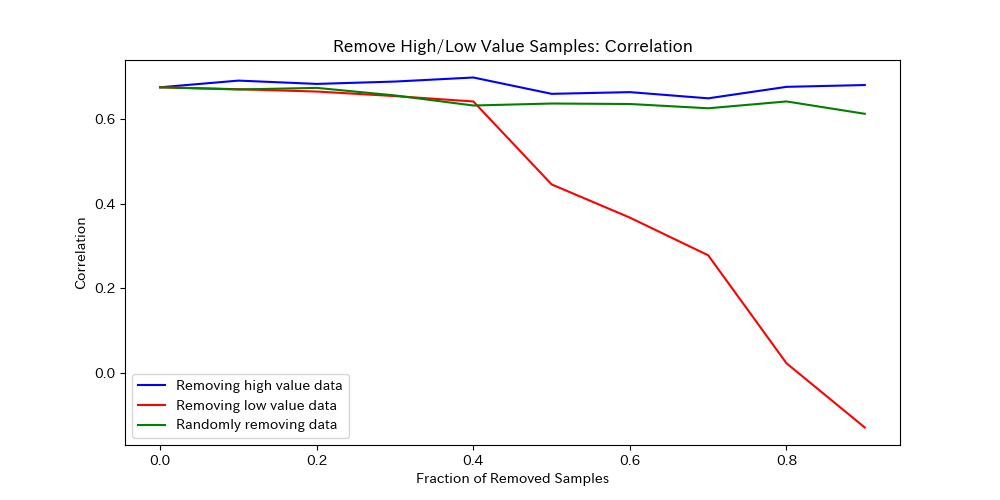 Remove High/Low Value Samples: Correlation
Correlation
0.6
0.4
0.2
0.0
Removing high value data
Removing low value data
Randomly removing data
0.0 0.2 0.4 0.6 0.8
Fraction of Removed Samples